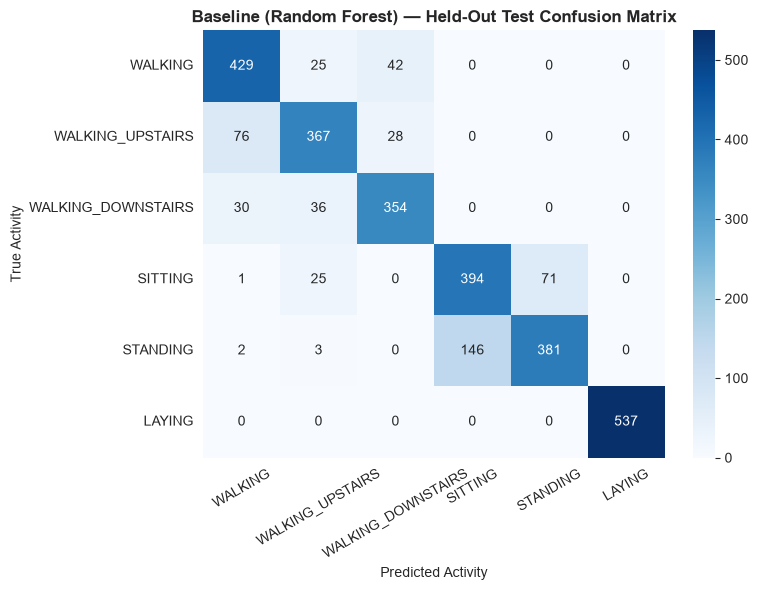 Baseline (Random Forest) — Held-Out Test Confusion Matrix
WALKING 429 25 42 0 0 0
WALKING_UPSTAIRS 76 367 28 0 0 0
WALKING_DOWNSTAIRS 30 36 354 0 0 0
SITTING 1 25 0 394 71 0
STANDING 2 3 0 146 381 0
LAYING 0 0 0 0 0 537
True Activity
WALKING
WALKING_UPSTAIRS
WALKING_DOWNSTAIRS
SITTING
STANDING
LAYING
Predicted Activity
500
400
300
200
100
0